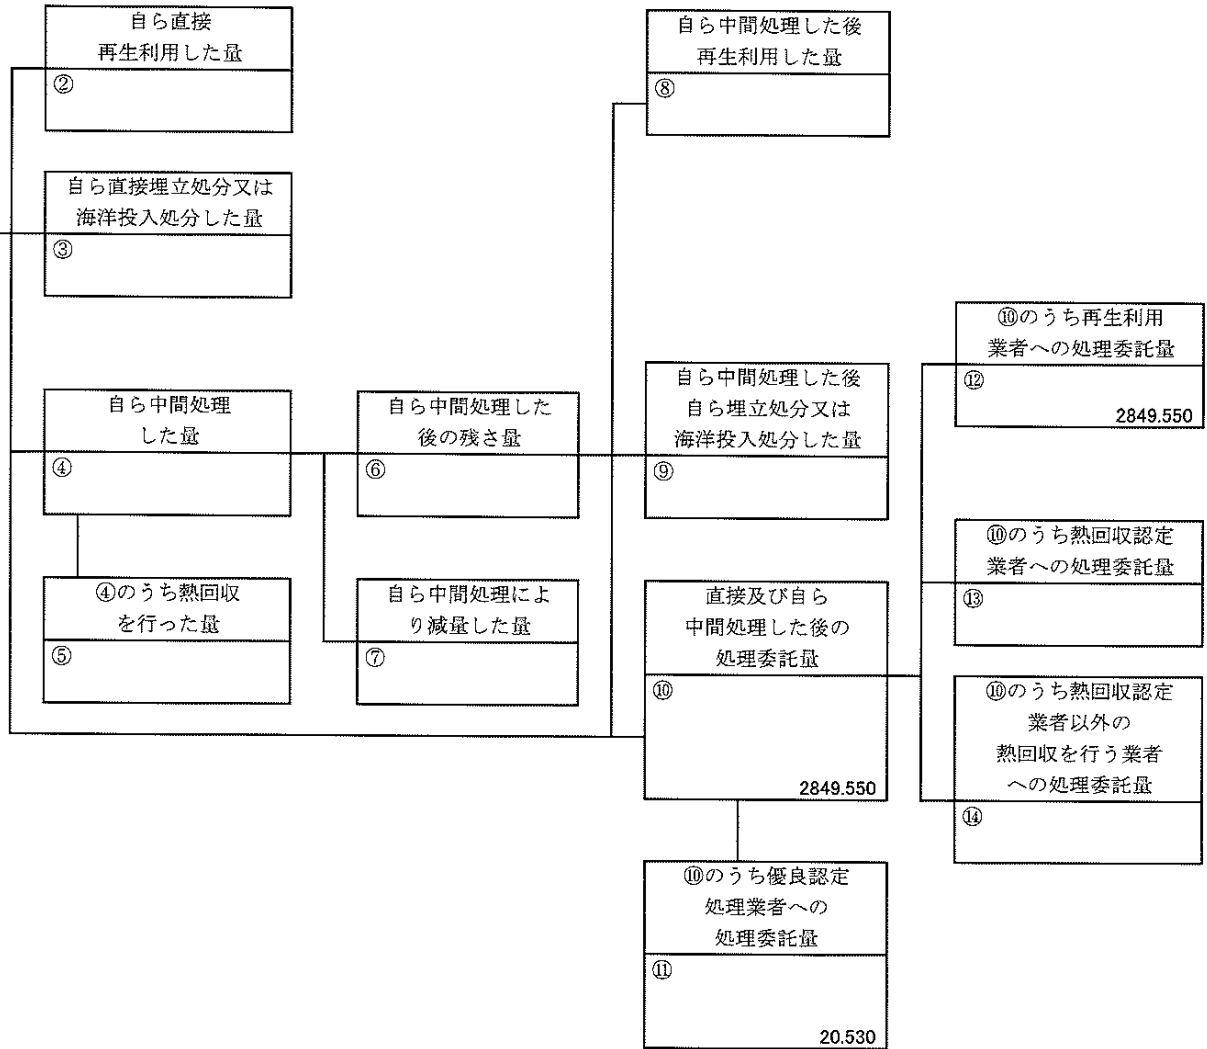 自ら直接
再生利用した量
②
自ら中間処理した後
再生利用した量
⑧
自ら直接埋立処分又は
海洋投入処分した量
③
⑩のうち再生利用
業者への処理委託量
⑫
2849.550
自ら中間処理
した量
④
自ら中間処理した
後の残さ量
⑥
自ら中間処理した後
自ら埋立処分又は
海洋投入処分した量
⑨
⑩のうち熱回収認定
業者への処理委託量
⑬
④のうち熱回収
を行った量
⑤
自ら中間処理によ
り減量した量
⑦
直接及び自ら
中間処理した後の
処理委託量
⑩
2849.550
⑩のうち熱回収認定
業者以外の
熱回収を行う業者
への処理委託量
⑭
⑩のうち優良認定
処理業者への
処理委託量
⑪
20.530